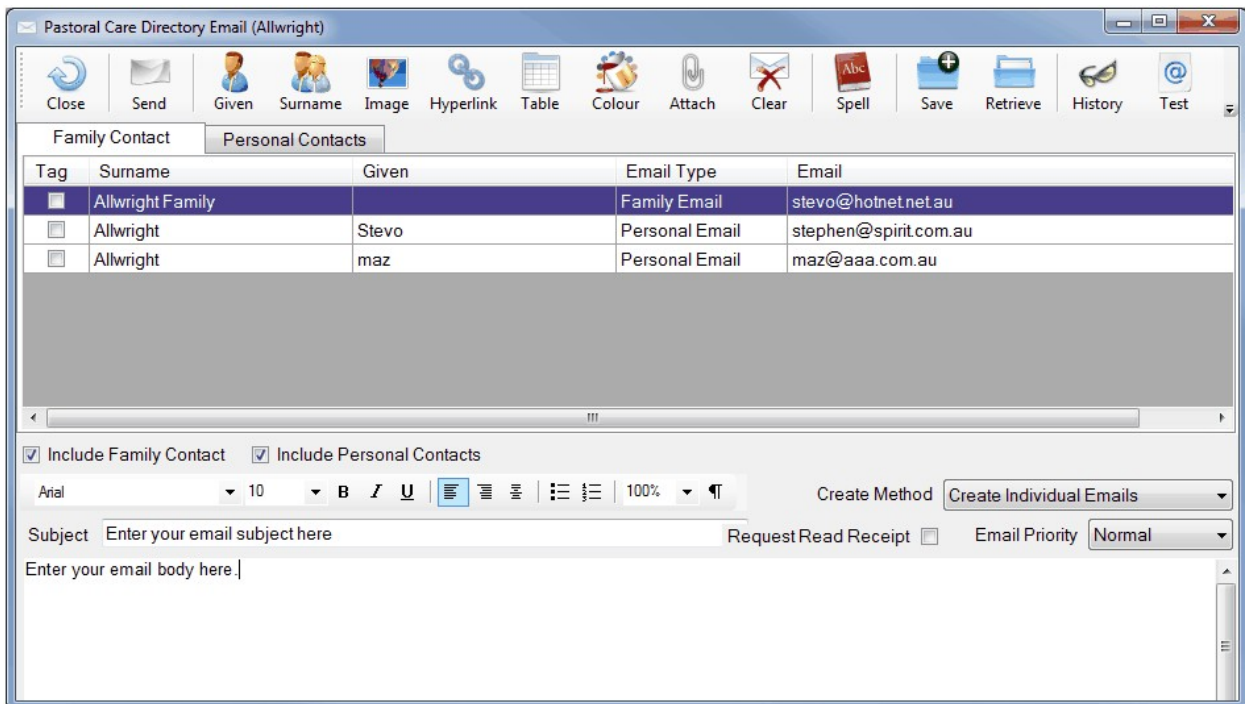 Pastoral Care Directory Email (Allwright)
Close Send Given Surname Image Hyperlink Table Colour Attach Clear Abc Spell Save Retrieve History @ Test
Family Contact Personal Contacts
Tag Surname Given Email Type Email
Allwright Family Family Email stevo@hotnet.net.au
Allwright Stevo Personal Email stephen@spirit.com.au
Allwright maz Personal Email maz@aaa.com.au
Include Family Contact Include Personal Contacts
Arial 10 B I U 100% ¶ Create Method Create Individual Emails
Subject Enter your email subject here Request Read Receipt Email Priority Normal
Enter your email body here.